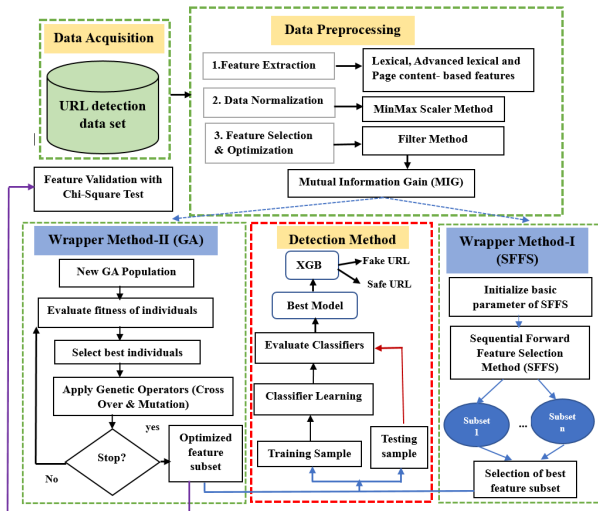 Data Acquisition
URL detection
data set
Data Preprocessing
1.Feature Extraction
Lexical, Advanced lexical and
Page content- based features
2. Data Normalization
MinMax Scaler Method
3. Feature Selection
& Optimization
Filter Method
Mutual Information Gain (MIG)
Feature Validation with
Chi-Square Test
Wrapper Method-II (GA)
New GA Population
Evaluate fitness of individuals
Select best individuals
Apply Genetic Operators (Cross
Over & Mutation)
Stop?
yes
No
Optimized
feature
subset
Detection Method
XGB
Fake URL
Safe URL
Best Model
Evaluate Classifiers
Classifier Learning
Training Sample
Testing
sample
Wrapper Method-I
(SFFS)
Initialize basic
parameter of SFFS
Sequential Forward
Feature Selection
Method (SFFS)
Subset
1
...
Subset
n
Selection of best
feature subset